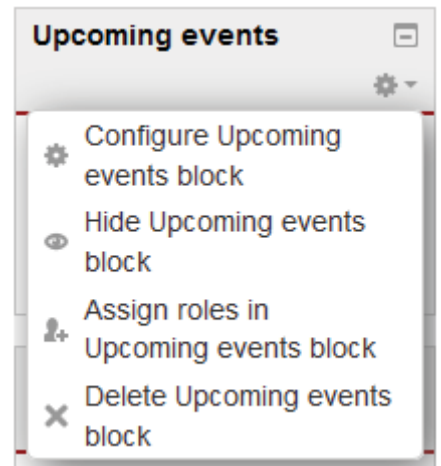 Upcoming events
Configure Upcoming
events block
Hide Upcoming events
block
Assign roles in
Upcoming events block
Delete Upcoming events
block